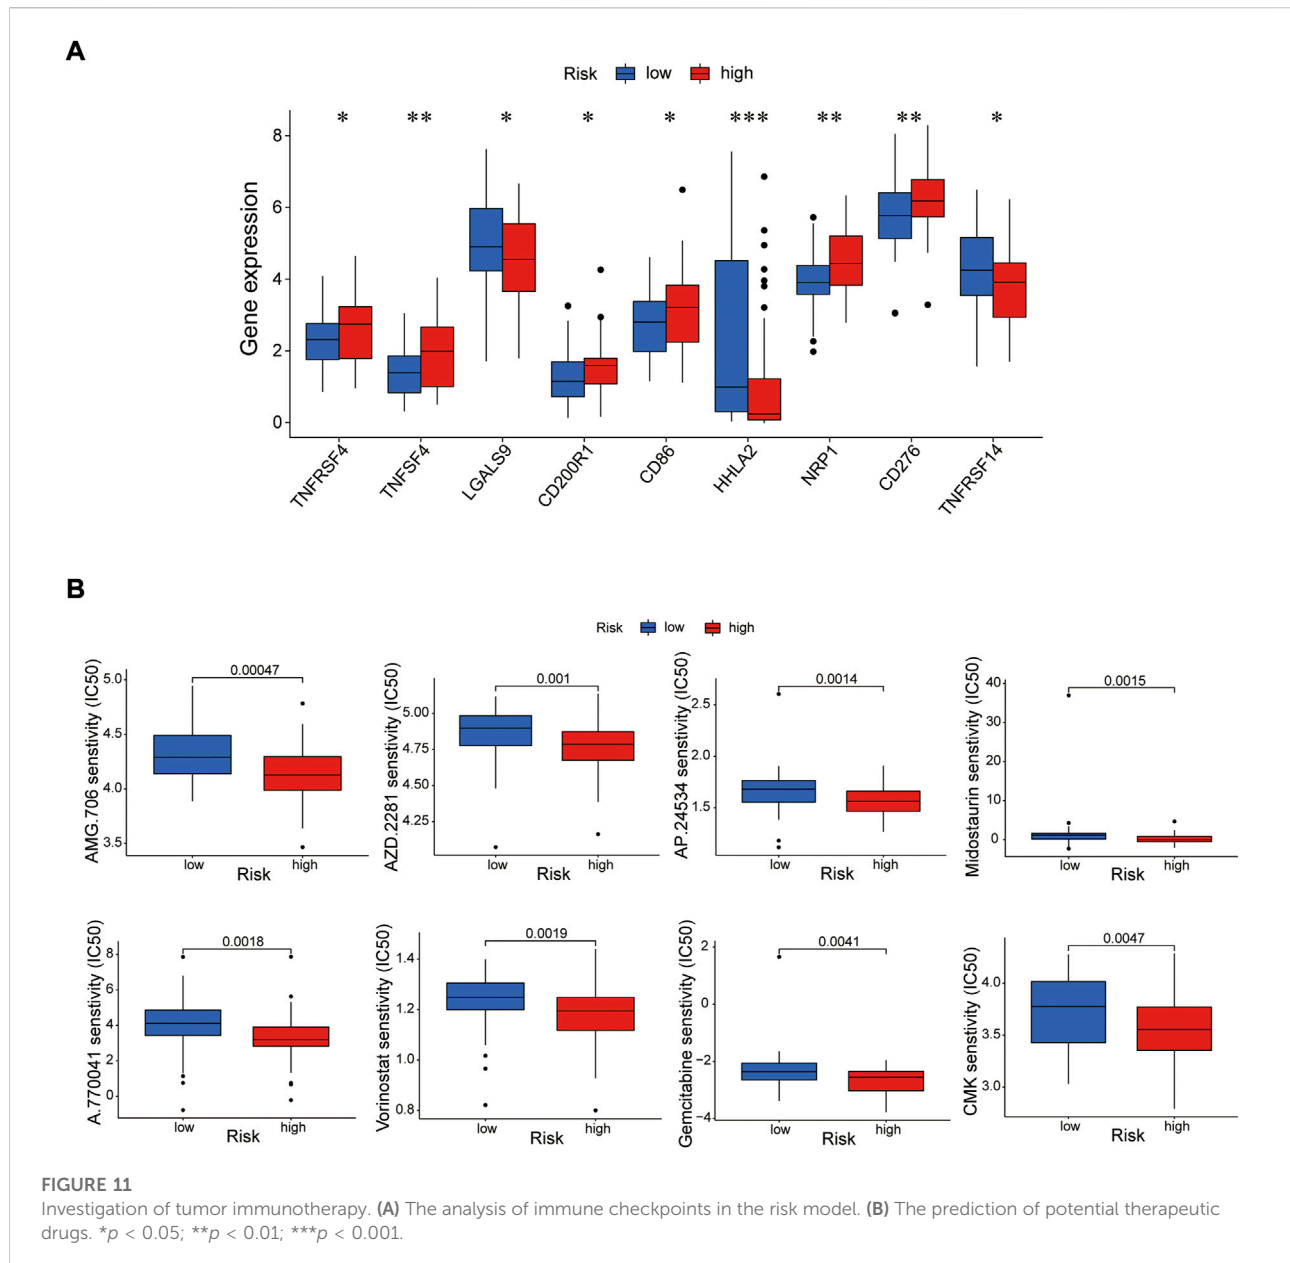 A
Risk low high
* ** * * * *** ** ** *
Gene expression
8
6
4
2
0
TNFRSF4 TNFSF4 LGALS9 CD200R1 CD86 HHLA2 NRP1 CD276 TNFRSF14
B
Risk low high
AMG.706 senstivity (IC50)
5.0
4.5
4.0
3.5
0.00047
low high
Risk
AZD.2281 senstivity (IC50)
5.00
4.75
4.50
4.25
0.001
low high
Risk
AP.24534 senstivity (IC50)
2.5
2.0
1.5
0.0014
low high
Risk
Midostaurin senstivity (IC50)
40
30
20
10
0
0.0015
low high
Risk
A.770041 senstivity (IC50)
8
6
4
2
0
0.0018
low high
Risk
Vorinostat senstivity (IC50)
1.4
1.2
1.0
0.8
0.0019
low high
Risk
Gemcitabine senstivity (IC50)
2
0
−2
−4
0.0041
low high
Risk
CMK senstivity (IC50)
4.0
3.5
3.0
0.0047
low high
Risk
FIGURE 11
Investigation of tumor immunotherapy. (A) The analysis of immune checkpoints in the risk model. (B) The prediction of potential therapeutic
drugs. *p < 0.05; **p < 0.01; ***p < 0.001.